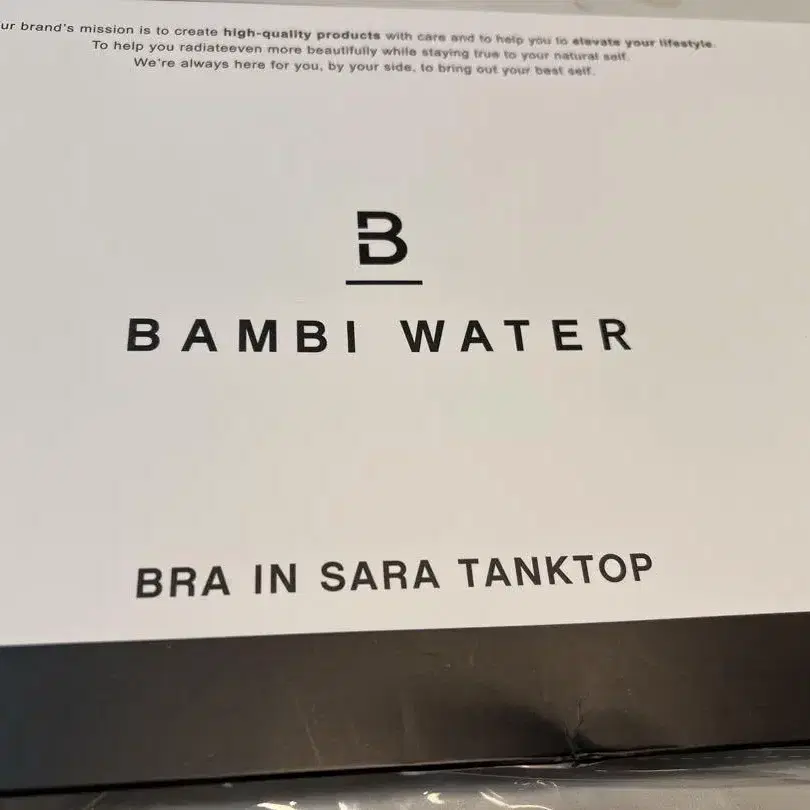 ur brand's mission is to create high-quality products with care and to help you to elevate your lifestyle.
To help you radiateeven more beautifully while staying true to your natural self.
We're always here for you, by your side, to bring out your best self.
B
BAMBI WATER
BRA IN SARA TANKTOP